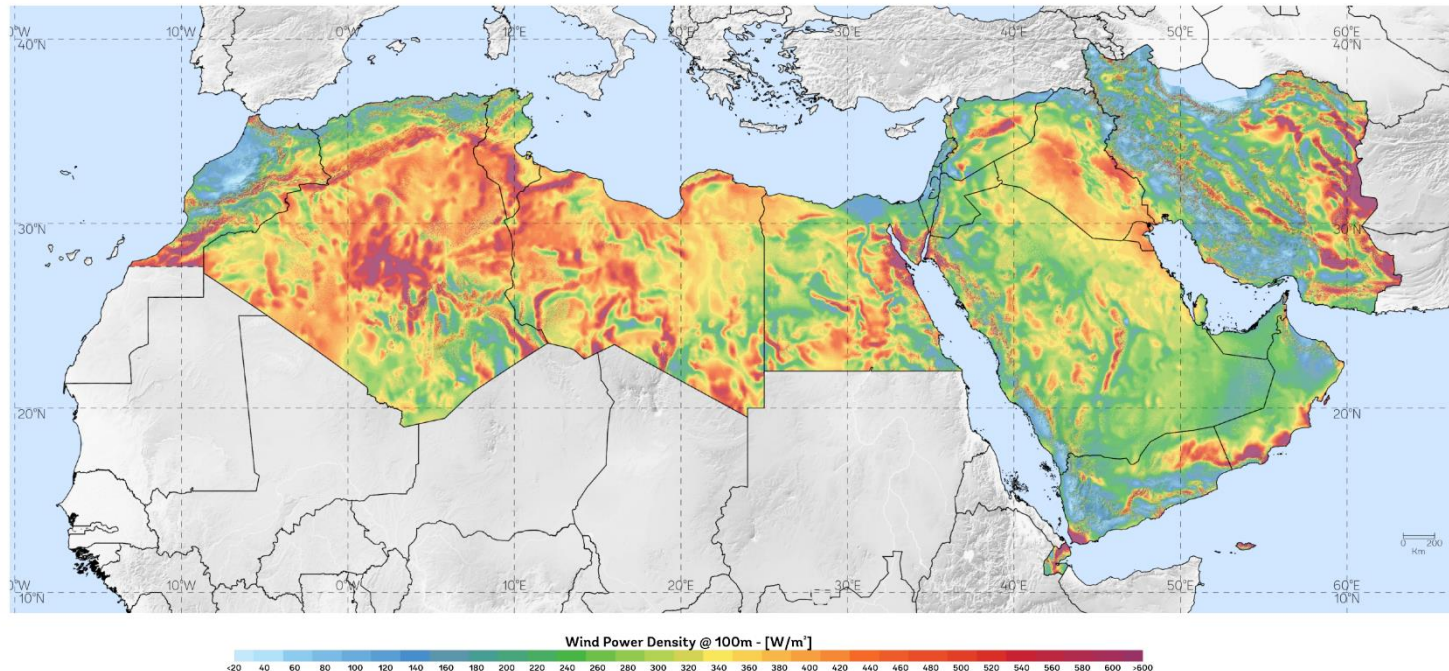 0°W 10°W 0°W 10°E 20°E 30°E 40°E 50°E 60°E
40°N 40°N
30°N 30°N
20°N 20°N
0
200
Km
0°W 10°W 0°W 10°E 20°E 30°E 40°E 50°E 60°E
10°N 10°N
Wind Power Density @ 100m - [W/m²]
<20 40 60 80 100 120 140 160 180 200 220 240 260 280 300 320 330 340 360 400 420 440 460 480 500 520 540 560 580 600 >600